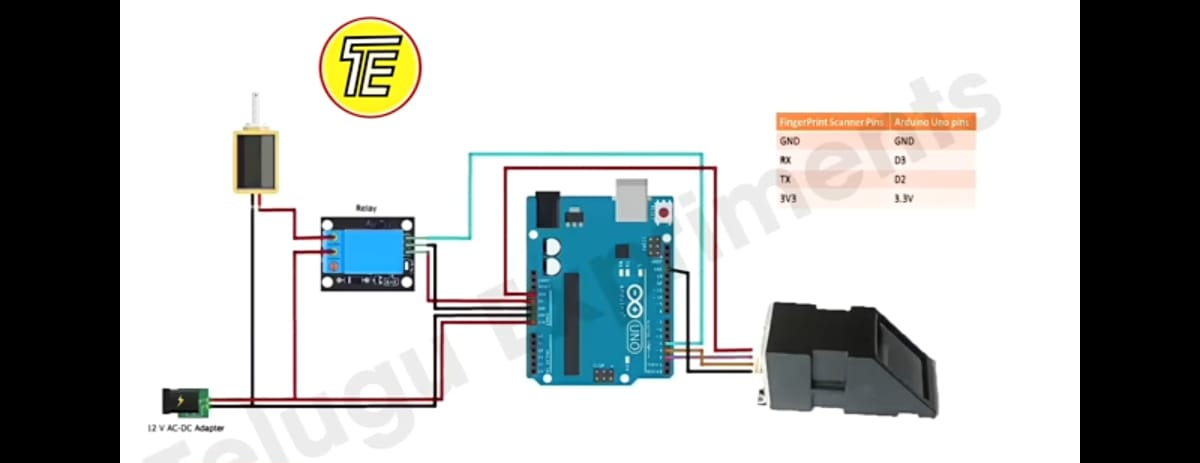 TE
FingerPrint Scanner Pins Arduino Uno pins
GND GND
RX D3
TX D2
3V3 3.3V
Relay
UNO
12 V AC-DC Adapter
Telugu Experiments